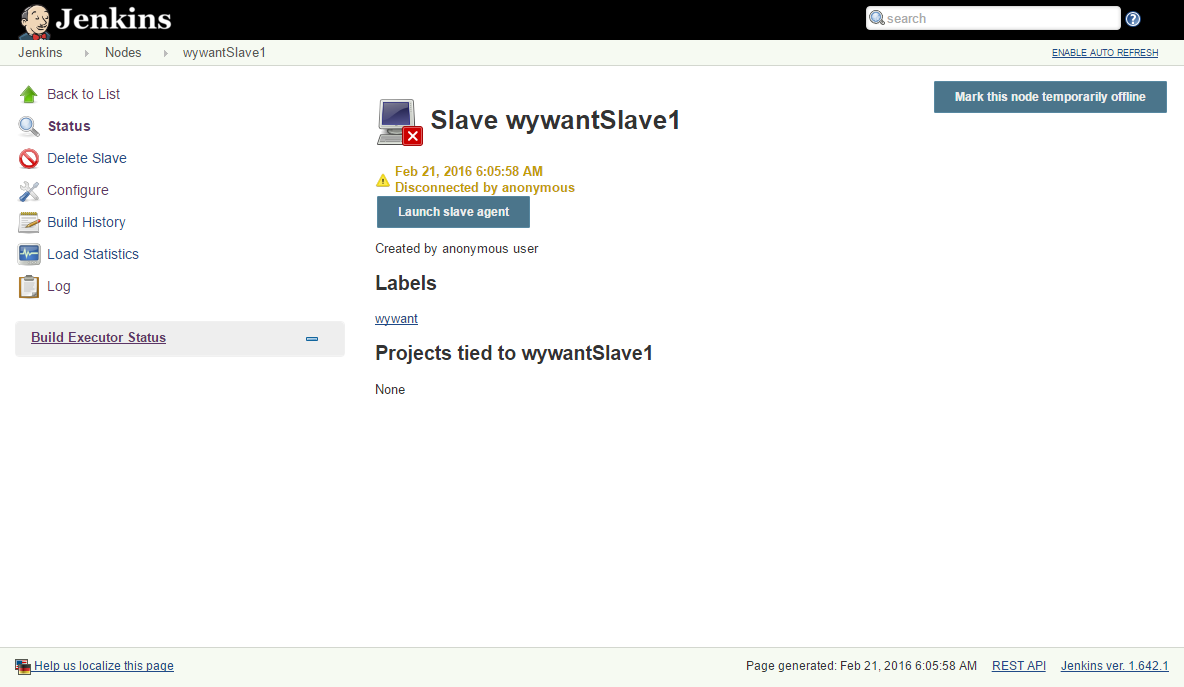 Jenkins
search
Jenkins Nodes wywantSlave1
ENABLE AUTO REFRESH
Back to List
Status
Delete Slave
Configure
Build History
Load Statistics
Log
Build Executor Status
Mark this node temporarily offline
Slave wywantSlave1
Feb 21, 2016 6:05:58 AM
Disconnected by anonymous
Launch slave agent
Created by anonymous user
Labels
wywant
Projects tied to wywantSlave1
None
Help us localize this page
Page generated: Feb 21, 2016 6:05:58 AM REST API Jenkins ver. 1.642.1